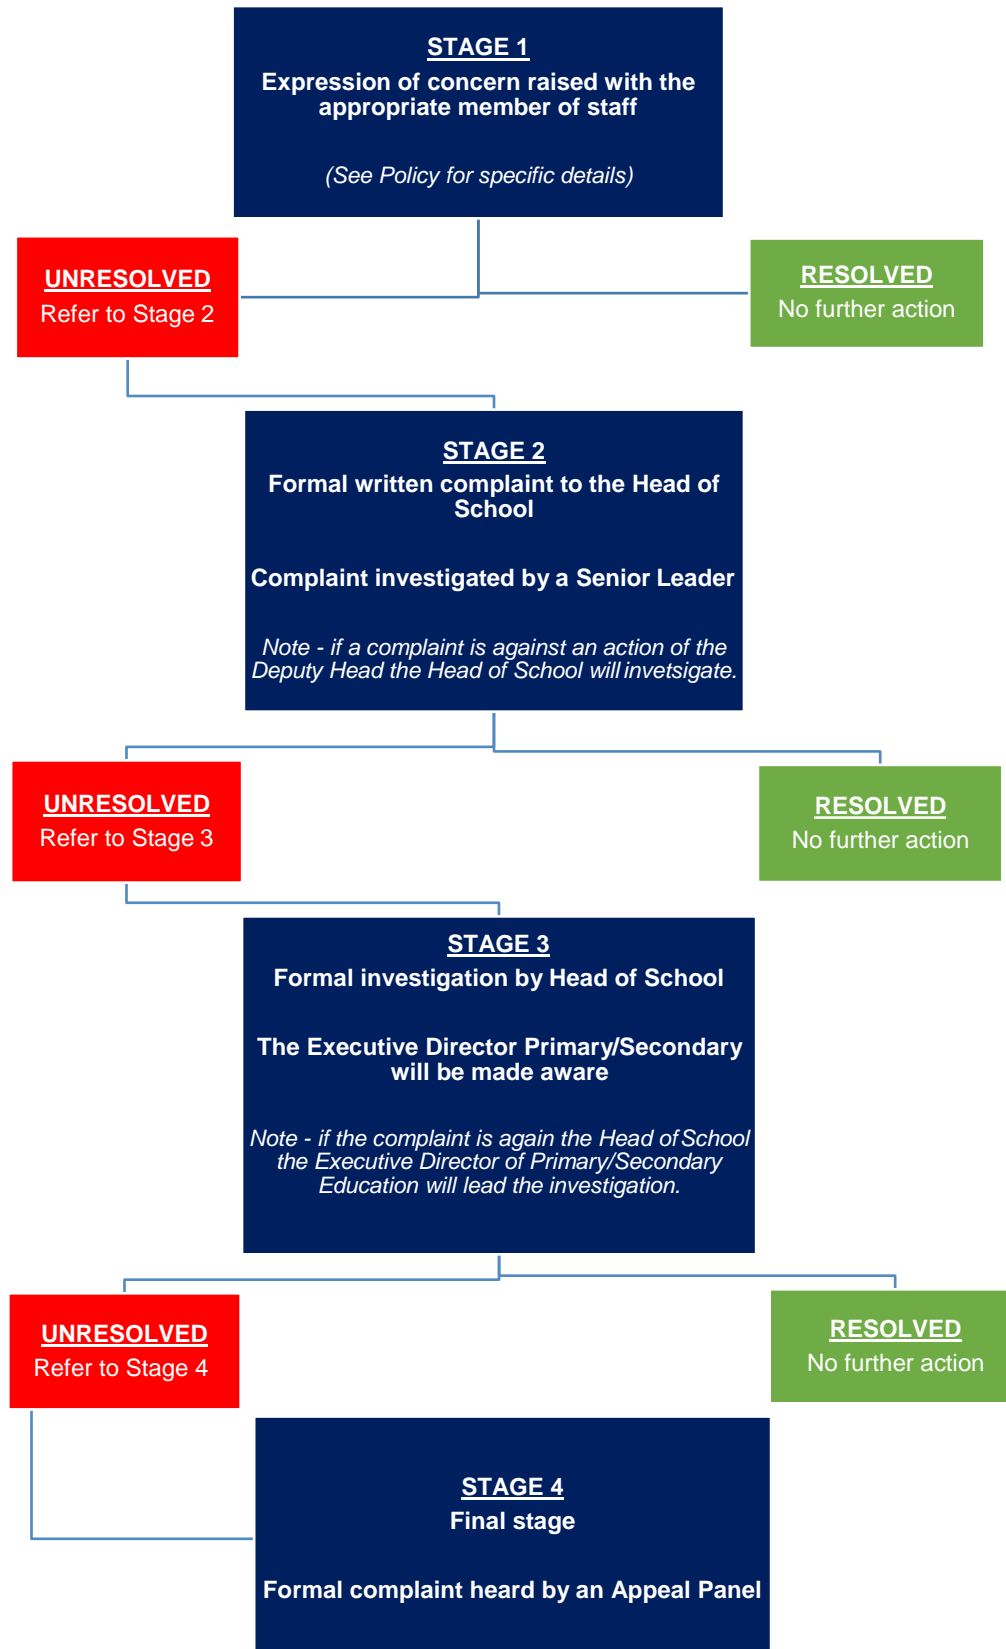 STAGE 1
Expression of concern raised with the
appropriate member of staff
(See Policy for specific details)
UNRESOLVED
Refer to Stage 2
RESOLVED
No further action
STAGE 2
Formal written complaint to the Head of
School
Complaint investigated by a Senior Leader
Note - if a complaint is against an action of the
Deputy Head the Head of School will invetsigate.
UNRESOLVED
Refer to Stage 3
RESOLVED
No further action
STAGE 3
Formal investigation by Head of School
The Executive Director Primary/Secondary
will be made aware
Note - if the complaint is again the Head of School
the Executive Director of Primary/Secondary
Education will lead the investigation.
UNRESOLVED
Refer to Stage 4
RESOLVED
No further action
STAGE 4
Final stage
Formal complaint heard by an Appeal Panel